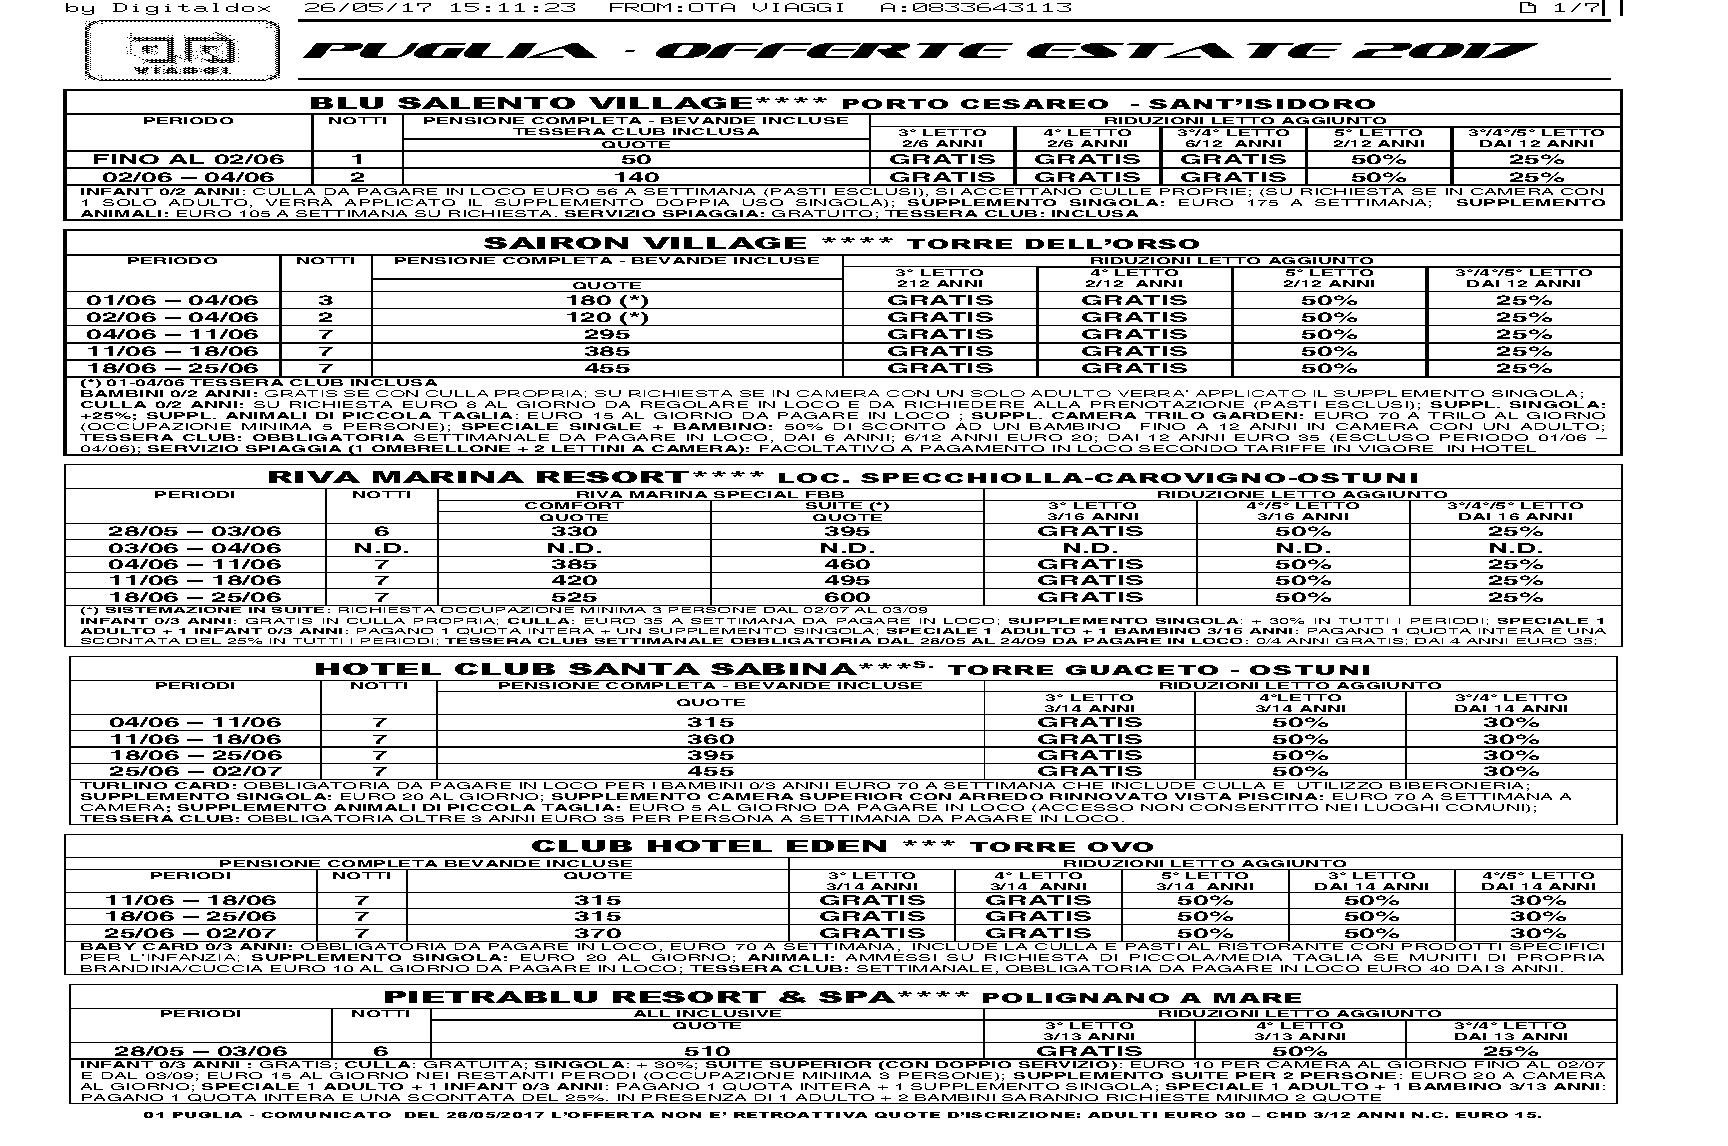 by Digitaldox 26/05/17 15:11:23 FROM:OTA VIAGGI A:0833643113 1/7
VIAGGI
PUGLIA - OFFERTE ESTATE 2017
BLU SALENTO VILLAGE**** PORTO CESAREO - SANT'ISIDORO
PERIODO NOTTI PENSIONE COMPLETA - BEVANDE INCLUSE RIDUZIONI LETTO AGGIUNTO
TESSERA CLUB INCLUSA 3° LETTO 4° LETTO 3°/4° LETTO 5° LETTO 3°/4°/5° LETTO
QUOTE 2/6 ANNI 2/6 ANNI 6/12 ANNI 2/12 ANNI DAI 12 ANNI
FINO AL 02/06 1 50 GRATIS GRATIS GRATIS 50% 25%
02/06 – 04/06 2 140 GRATIS GRATIS GRATIS 50% 25%
INFANT 0/2 ANNI: CULLA DA PAGARE IN LOCO EURO 56 A SETTIMANA (PASTI ESCLUSI), SI ACCETTANO CULLE PROPRIE; (SU RICHIESTA SE IN CAMERA CON
1 SOLO ADULTO, VERRÀ APPLICATO IL SUPPLEMENTO DOPPIA USO SINGOLA); SUPPLEMENTO SINGOLA: EURO 175 A SETTIMANA; SUPPLEMENTO
ANIMALI: EURO 105 A SETTIMANA SU RICHIESTA. SERVIZIO SPIAGGIA: GRATUITO; TESSERA CLUB: INCLUSA
SAIRON VILLAGE **** TORRE DELL'ORSO
PERIODO NOTTI PENSIONE COMPLETA - BEVANDE INCLUSE RIDUZIONI LETTO AGGIUNTO
3° LETTO 4° LETTO 5° LETTO 3°/4°/5° LETTO
QUOTE 212 ANNI 2/12 ANNI 2/12 ANNI DAI 12 ANNI
01/06 – 04/06 3 180 (*) GRATIS GRATIS 50% 25%
02/06 – 04/06 2 120 (*) GRATIS GRATIS 50% 25%
04/06 – 11/06 7 295 GRATIS GRATIS 50% 25%
11/06 – 18/06 7 385 GRATIS GRATIS 50% 25%
18/06 – 25/06 7 455 GRATIS GRATIS 50% 25%
(*) 01-04/06 TESSERA CLUB INCLUSA
BAMBINI 0/2 ANNI: GRATIS SE CON CULLA PROPRIA; SU RICHIESTA SE IN CAMERA CON UN SOLO ADULTO VERRA' APPLICATO IL SUPPLEMENTO SINGOLA;
CULLA 0/2 ANNI: SU RICHIESTA EURO 8 AL GIORNO DA REGOLARE IN LOCO E DA RICHIEDERE ALLA PRENOTAZIONE (PASTI ESCLUSI); SUPPL. SINGOLA:
+25%; SUPPL. ANIMALI DI PICCOLA TAGLIA: EURO 15 AL GIORNO DA PAGARE IN LOCO ; SUPPL. CAMERA TRILO GARDEN: EURO 70 A TRILO AL GIORNO
(OCCUPAZIONE MINIMA 5 PERSONE); SPECIALE SINGLE + BAMBINO: 50% DI SCONTO AD UN BAMBINO FINO A 12 ANNI IN CAMERA CON UN ADULTO;
TESSERA CLUB: OBBLIGATORIA SETTIMANALE DA PAGARE IN LOCO, DAI 6 ANNI; 6/12 ANNI EURO 20; DAI 12 ANNI EURO 35 (ESCLUSO PERIODO 01/06 –
04/06); SERVIZIO SPIAGGIA (1 OMBRELLONE + 2 LETTINI A CAMERA): FACOLTATIVO A PAGAMENTO IN LOCO SECONDO TARIFFE IN VIGORE IN HOTEL
RIVA MARINA RESORT**** LOC. SPECCHIOLLA-CAROVIGNO-OSTUNI
PERIODI NOTTI RIVA MARINA SPECIAL FBB RIDUZIONE LETTO AGGIUNTO
COMFORT SUITE (*) 3° LETTO 4°/5° LETTO 3°/4°/5° LETTO
QUOTE QUOTE 3/16 ANNI 3/16 ANNI DAI 16 ANNI
28/05 – 03/06 6 330 395 GRATIS 50% 25%
03/06 – 04/06 N.D. N.D. N.D. N.D. N.D. N.D.
04/06 – 11/06 7 385 460 GRATIS 50% 25%
11/06 – 18/06 7 420 495 GRATIS 50% 25%
18/06 – 25/06 7 525 600 GRATIS 50% 25%
(*) SISTEMAZIONE IN SUITE: RICHIESTA OCCUPAZIONE MINIMA 3 PERSONE DAL 02/07 AL 03/09
INFANT 0/3 ANNI: GRATIS IN CULLA PROPRIA; CULLA: EURO 35 A SETTIMANA DA PAGARE IN LOCO; SUPPLEMENTO SINGOLA: + 30% IN TUTTI I PERIODI; SPECIALE 1
ADULTO + 1 INFANT 0/3 ANNI: PAGANO 1 QUOTA INTERA + UN SUPPLEMENTO SINGOLA; SPECIALE 1 ADULTO + 1 BAMBINO 3/16 ANNI: PAGANO 1 QUOTA INTERA E UNA
SCONTATA DEL 25% IN TUTTI I PERIODI; TESSERA CLUB SETTIMANALE OBBLIGATORIA DAL 28/05 AL 24/09 DA PAGARE IN LOCO: 0/4 ANNI GRATIS; DAI 4 ANNI EURO 35;
HOTEL CLUB SANTA SABINA***S. TORRE GUACETO - OSTUNI
PERIODI NOTTI PENSIONE COMPLETA - BEVANDE INCLUSE RIDUZIONI LETTO AGGIUNTO
QUOTE 3° LETTO 4°LETTO 3°/4° LETTO
3/14 ANNI 3/14 ANNI DAI 14 ANNI
04/06 – 11/06 7 315 GRATIS 50% 30%
11/06 – 18/06 7 360 GRATIS 50% 30%
18/06 – 25/06 7 395 GRATIS 50% 30%
25/06 – 02/07 7 455 GRATIS 50% 30%
TURLINO CARD: OBBLIGATORIA DA PAGARE IN LOCO PER I BAMBINI 0/3 ANNI EURO 70 A SETTIMANA CHE INCLUDE CULLA E UTILIZZO BIBERONERIA;
SUPPLEMENTO SINGOLA: EURO 20 AL GIORNO; SUPPLEMENTO CAMERA SUPERIOR CON ARREDO RINNOVATO VISTA PISCINA: EURO 70 A SETTIMANA A
CAMERA; SUPPLEMENTO ANIMALI DI PICCOLA TAGLIA: EURO 5 AL GIORNO DA PAGARE IN LOCO (ACCESSO NON CONSENTITO NEI LUOGHI COMUNI);
TESSERA CLUB: OBBLIGATORIA OLTRE 3 ANNI EURO 35 PER PERSONA A SETTIMANA DA PAGARE IN LOCO.
CLUB HOTEL EDEN *** TORRE OVO
PENSIONE COMPLETA BEVANDE INCLUSE RIDUZIONI LETTO AGGIUNTO
PERIODI NOTTI QUOTE 3° LETTO 4° LETTO 5° LETTO 3° LETTO 4°/5° LETTO
3/14 ANNI 3/14 ANNI 3/14 ANNI DAI 14 ANNI DAI 14 ANNI
11/06 – 18/06 7 315 GRATIS GRATIS 50% 50% 30%
18/06 – 25/06 7 315 GRATIS GRATIS 50% 50% 30%
25/06 – 02/07 7 370 GRATIS GRATIS 50% 50% 30%
BABY CARD 0/3 ANNI: OBBLIGATORIA DA PAGARE IN LOCO, EURO 70 A SETTIMANA, INCLUDE LA CULLA E PASTI AL RISTORANTE CON PRODOTTI SPECIFICI
PER L'INFANZIA; SUPPLEMENTO SINGOLA: EURO 20 AL GIORNO; ANIMALI: AMMESSI SU RICHIESTA DI PICCOLA/MEDIA TAGLIA SE MUNITI DI PROPRIA
BRANDINA/CUCCIA EURO 10 AL GIORNO DA PAGARE IN LOCO; TESSERA CLUB: SETTIMANALE, OBBLIGATORIA DA PAGARE IN LOCO EURO 40 DAI 3 ANNI.
PIETRABLU RESORT & SPA**** POLIGNANO A MARE
PERIODI NOTTI ALL INCLUSIVE RIDUZIONI LETTO AGGIUNTO
QUOTE 3° LETTO 4° LETTO 3°/4° LETTO
3/13 ANNI 3/13 ANNI DAI 13 ANNI
28/05 – 03/06 6 510 GRATIS 50% 25%
INFANT 0/3 ANNI : GRATIS; CULLA: GRATUITA; SINGOLA: + 30%; SUITE SUPERIOR (CON DOPPIO SERVIZIO): EURO 10 PER CAMERA AL GIORNO FINO AL 02/07
E DAL 03/09; EURO 15 AL GIORNO NEI RESTANTI PERIODI (OCCUPAZIONE MINIMA 3 PERSONE); SUPPLEMENTO SUITE PER 2 PERSONE: EURO 20 A CAMERA
AL GIORNO; SPECIALE 1 ADULTO + 1 INFANT 0/3 ANNI: PAGANO 1 QUOTA INTERA + 1 SUPPLEMENTO SINGOLA; SPECIALE 1 ADULTO + 1 BAMBINO 3/13 ANNI:
PAGANO 1 QUOTA INTERA E UNA SCONTATA DEL 25%. IN PRESENZA DI 1 ADULTO + 2 BAMBINI SARANNO RICHIESTE MINIMO 2 QUOTE
01 PUGLIA - COMUNICATO DEL 26/05/2017 L'OFFERTA NON E' RETROATTIVA QUOTE D'ISCRIZIONE: ADULTI EURO 30 – CHD 3/12 ANNI N.C. EURO 15.